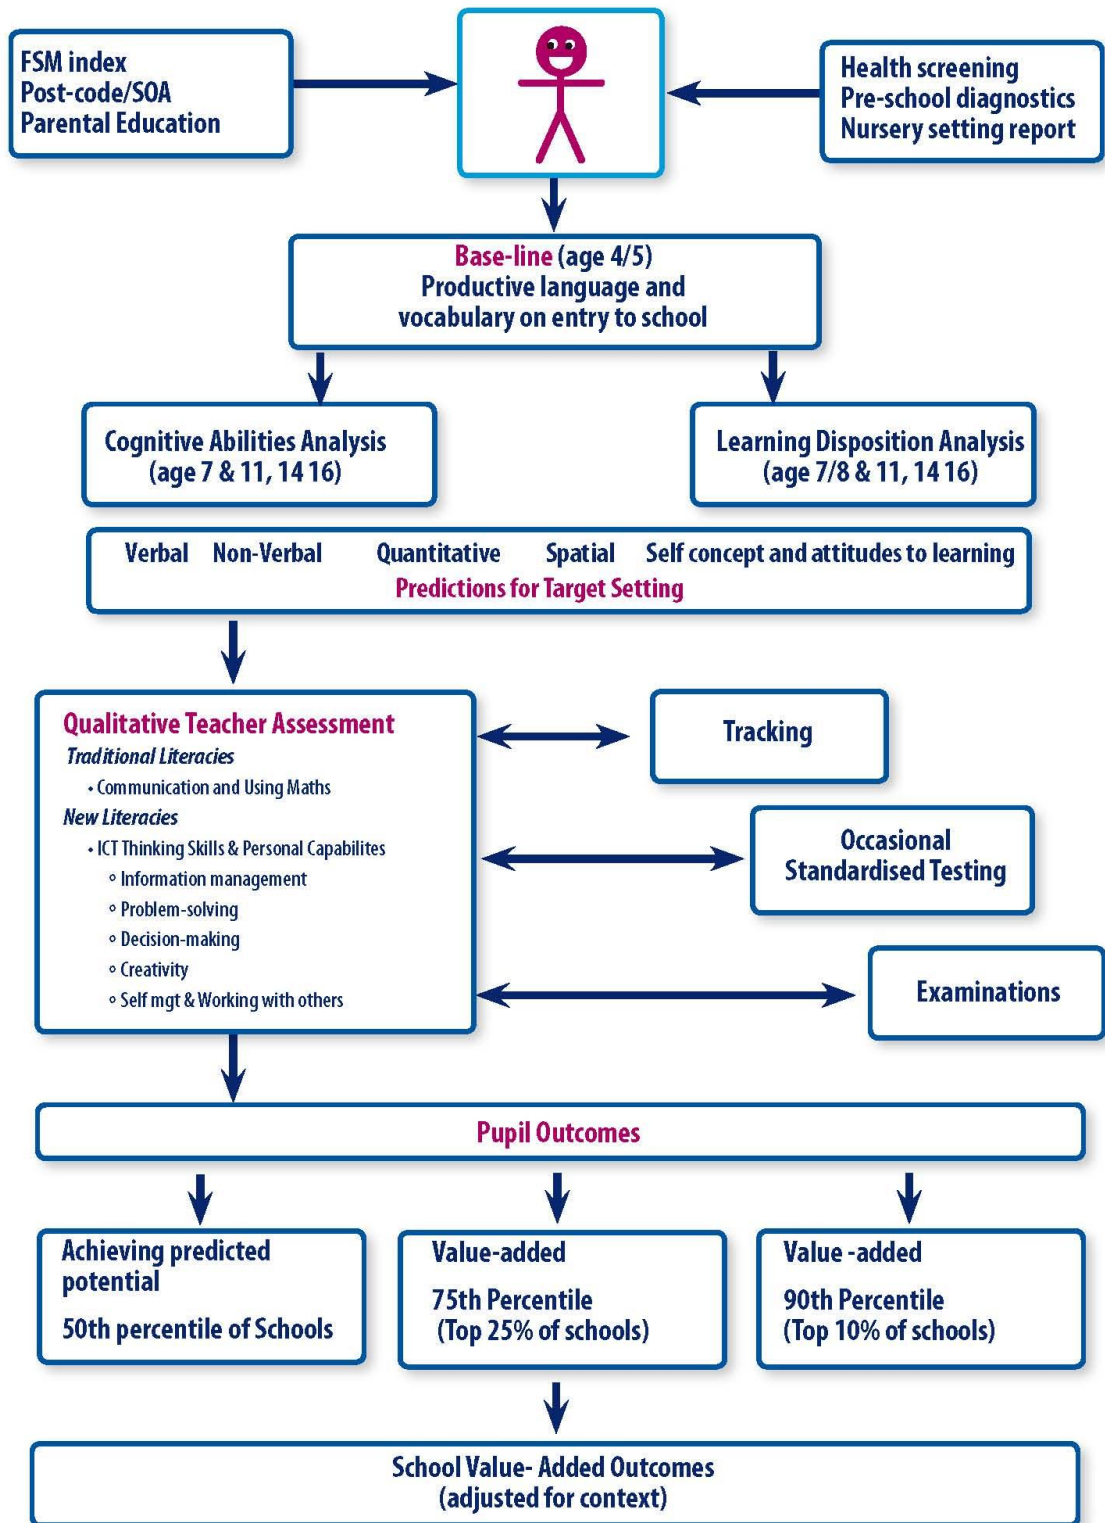 FSM index
Post-code/SOA
Parental Education
Health screening
Pre-school diagnostics
Nursery setting report
Base-line (age 4/5)
Productive language and
vocabulary on entry to school
Cognitive Abilities Analysis
(age 7 & 11, 14 16)
Learning Disposition Analysis
(age 7/8 & 11, 14 16)
Verbal Non-Verbal Quantitative Spatial Self concept and attitudes to learning
Predictions for Target Setting
Qualitative Teacher Assessment
Traditional Literacies
• Communication and Using Maths
New Literacies
• ICT Thinking Skills & Personal Capabilites
° Information management
° Problem-solving
° Decision-making
° Creativity
° Self mgt & Working with others
Tracking
Occasional
Standardised Testing
Examinations
Pupil Outcomes
Achieving predicted
potential
50th percentile of Schools
Value-added
75th Percentile
(Top 25% of schools)
Value -added
90th Percentile
(Top 10% of schools)
School Value- Added Outcomes
(adjusted for context)